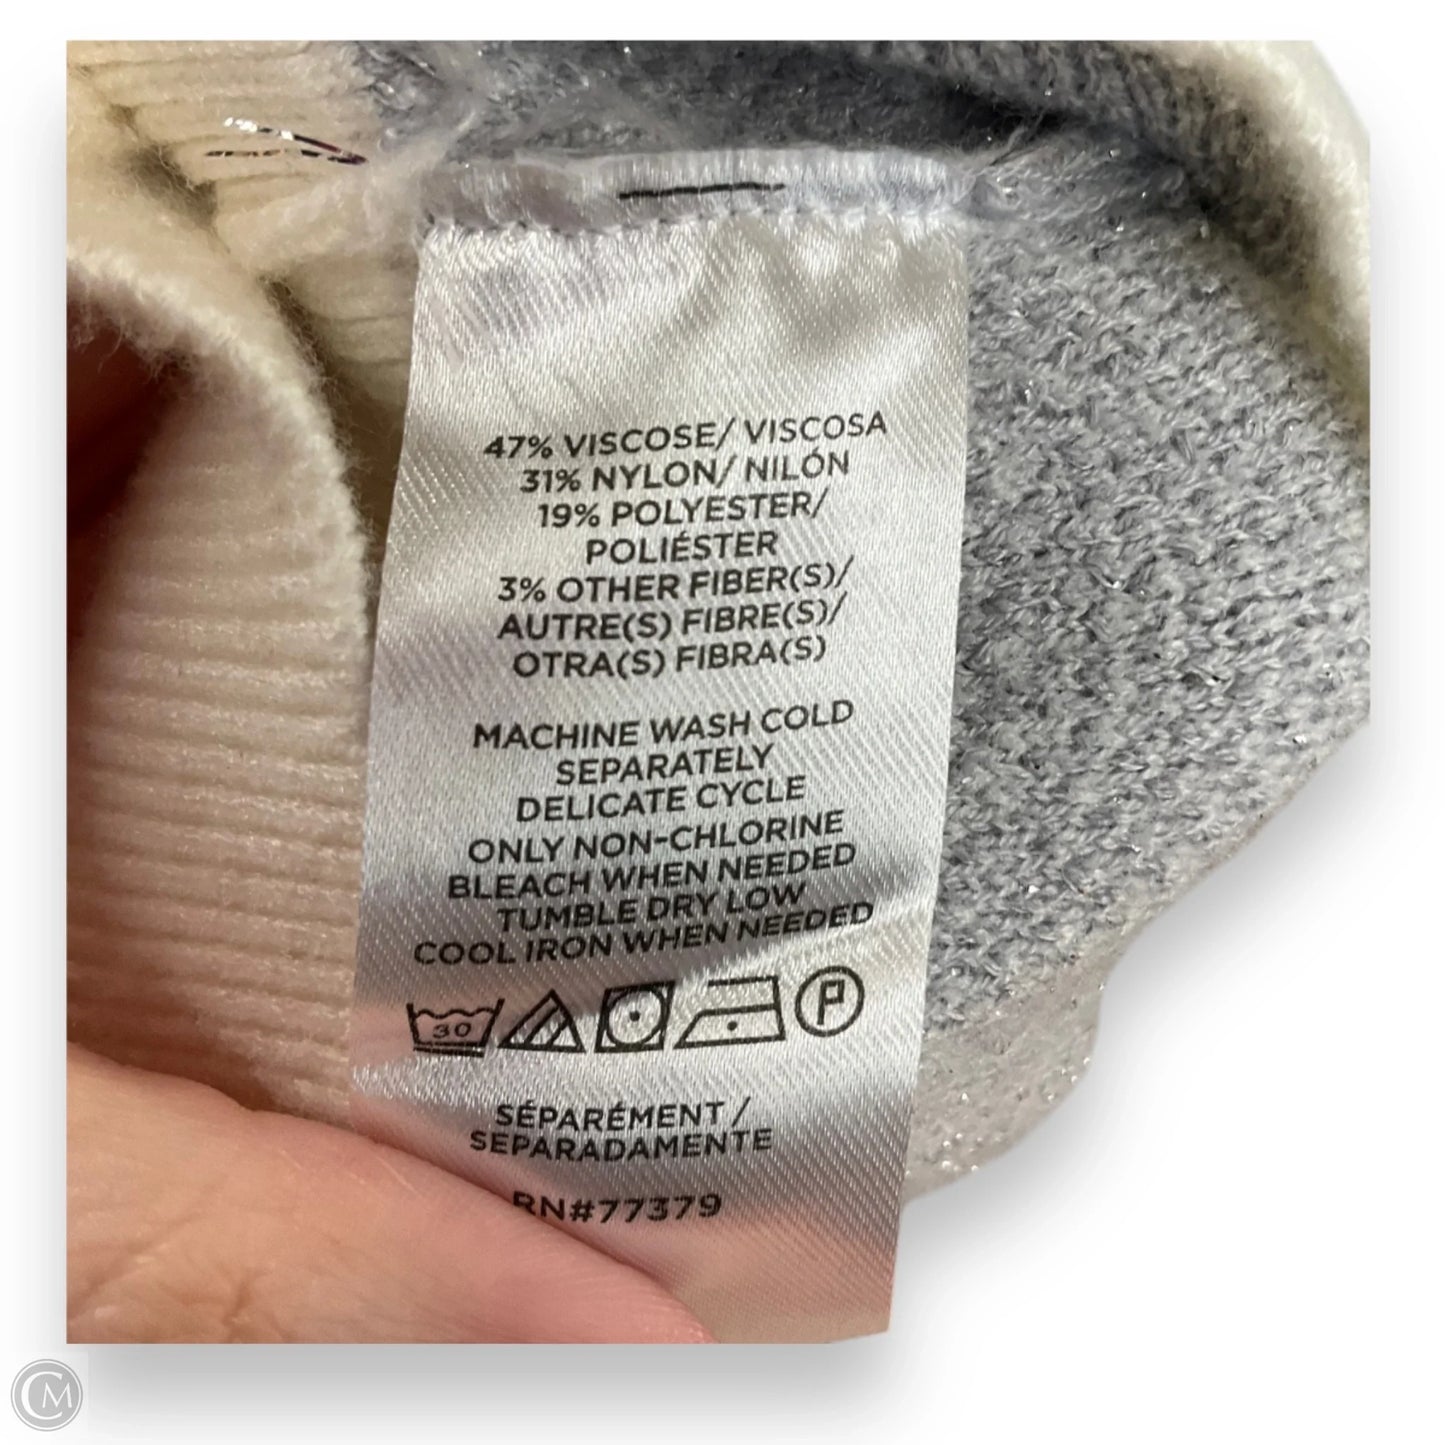 47% VISCOSE/ VISCOSA
31% NYLON/ NILÓN
19% POLYESTER/
POLIÉSTER
3% OTHER FIBER(S)/
AUTRE(S) FIBRE(S)/
OTRA(S) FIBRA(S)
MACHINE WASH COLD
SEPARATELY
DELICATE CYCLE
ONLY NON-CHLORINE
BLEACH WHEN NEEDED
TUMBLE DRY LOW
COOL IRON WHEN NEEDED
30 P
SÉPARÉMENT /
SEPARADAMENTE
RN#77379
CM